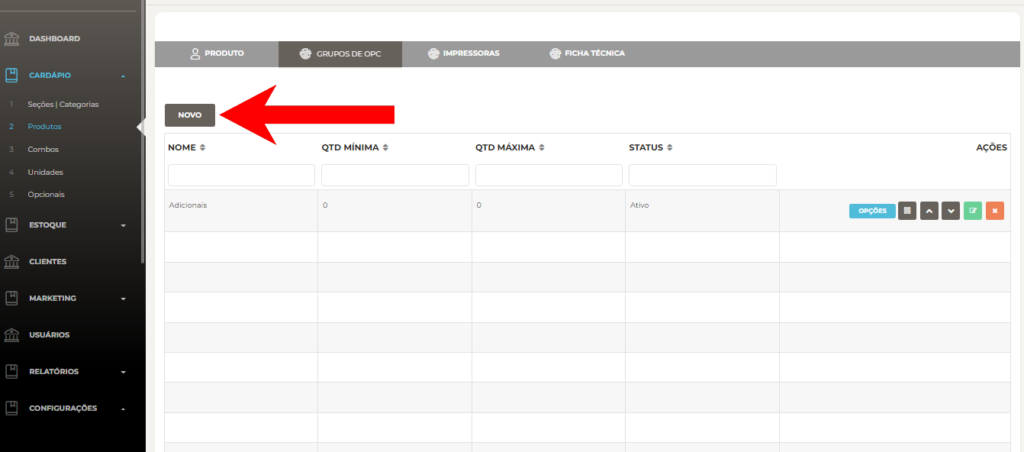 DASHBOARD
CARDÁPIO
1 Seções | Categorias
2 Produtos
3 Combos
4 Unidades
5 Opcionais
ESTOQUE
CLIENTES
MARKETING
USUÁRIOS
RELATÓRIOS
CONFIGURAÇÕES
PRODUTO GRUPOS DE OPC IMPRESSORAS FICHA TÉCNICA
NOVO
NOME QTD MÍNIMA QTD MÁXIMA STATUS AÇÕES
Adicionais 0 0 Ativo OPÇÕES